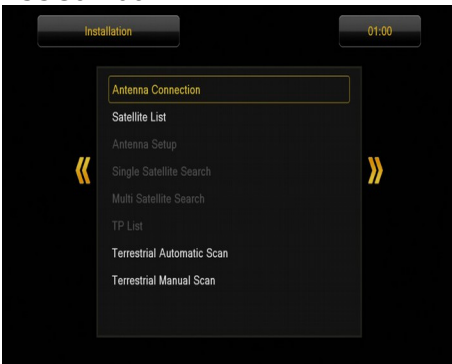 Installation
01:00
Antenna Connection
Satellite List
Antenna Setup
Single Satellite Search
Multi Satellite Search
TP List
Terrestrial Automatic Scan
Terrestrial Manual Scan